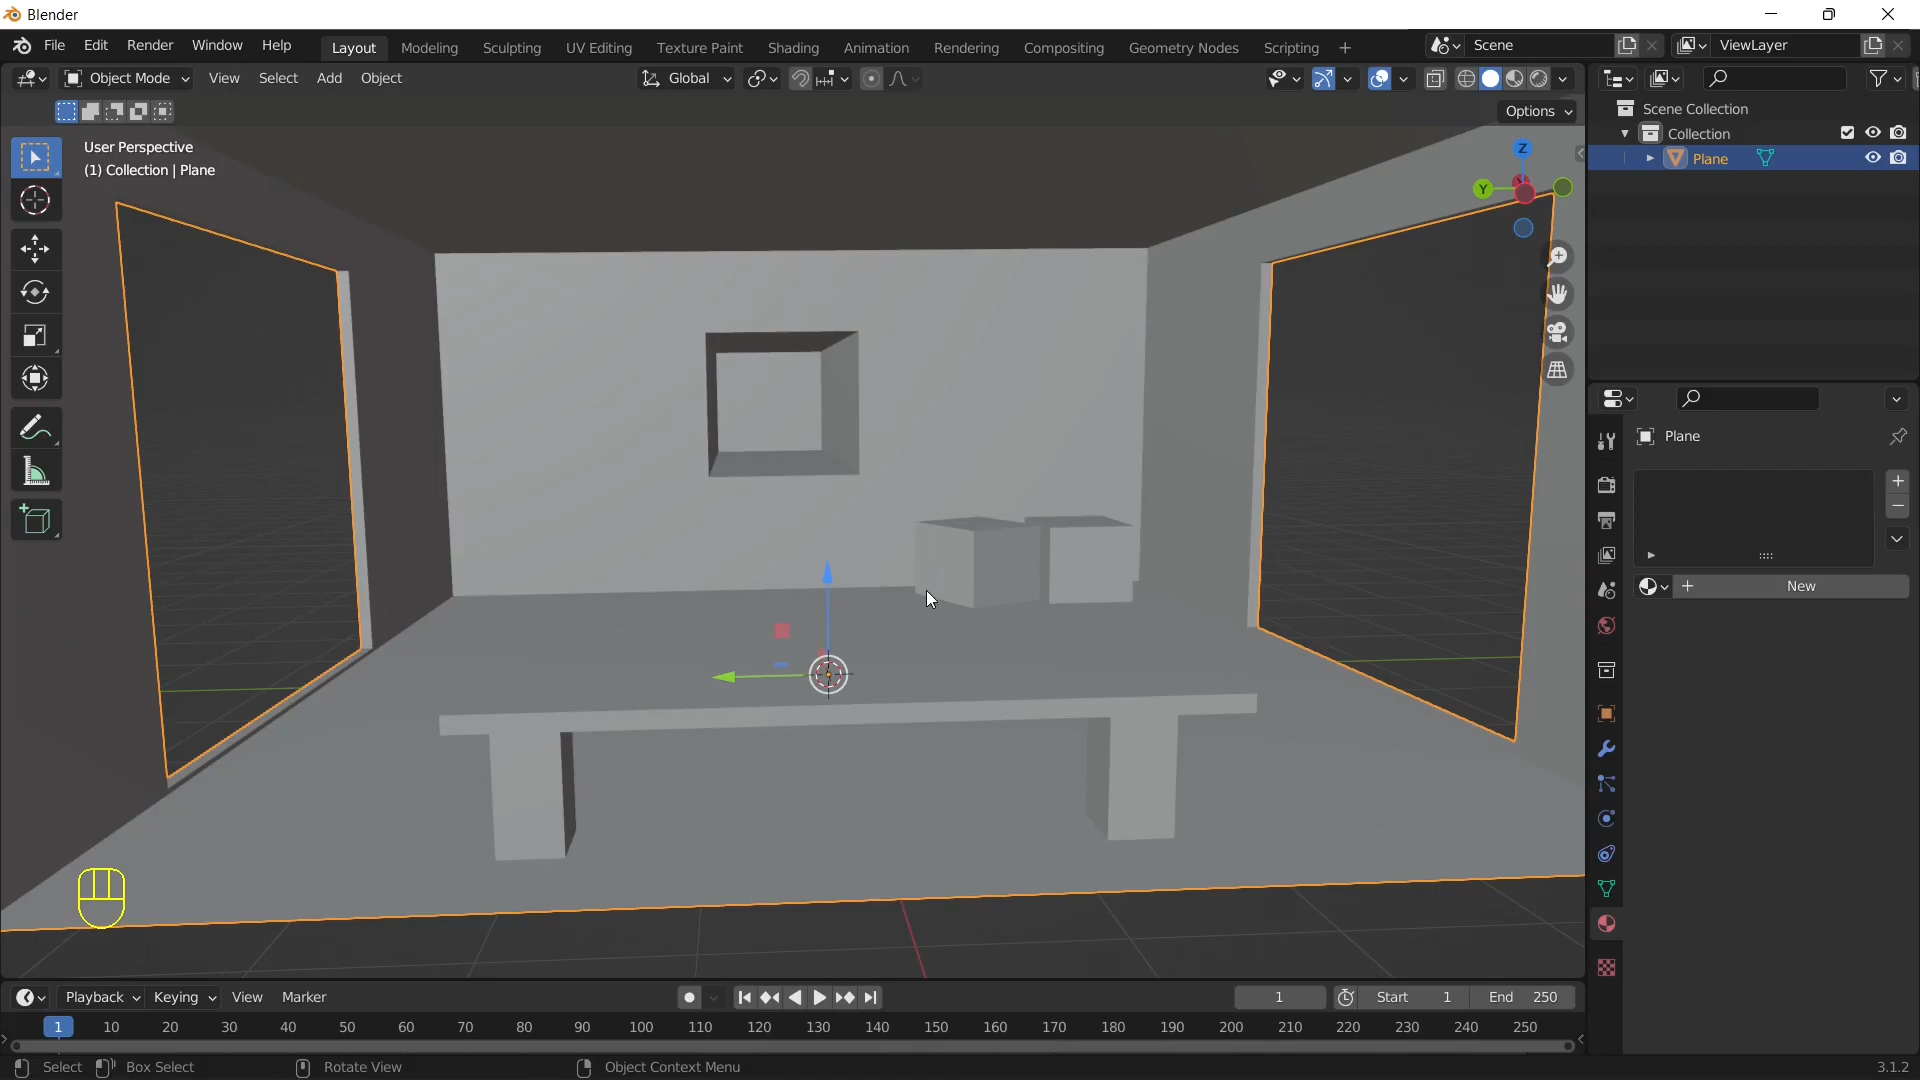 Blender
File Edit Render Window Help Layout Modeling Sculpting UV Editing Texture Paint Shading Animation Rendering Compositing Geometry Nodes Scripting + Scene ViewLayer
Object Mode View Select Add Object Global
Options
User Perspective
(1) Collection | Plane
Z
Y
Scene Collection
Collection
Plane
Plane
+ New
Playback Keying View Marker 1 Start 1 End 250
1 10 20 30 40 50 60 70 80 90 100 110 120 130 140 150 160 170 180 190 200 210 220 230 240 250
Select Box Select Rotate View Object Context Menu 3.1.2